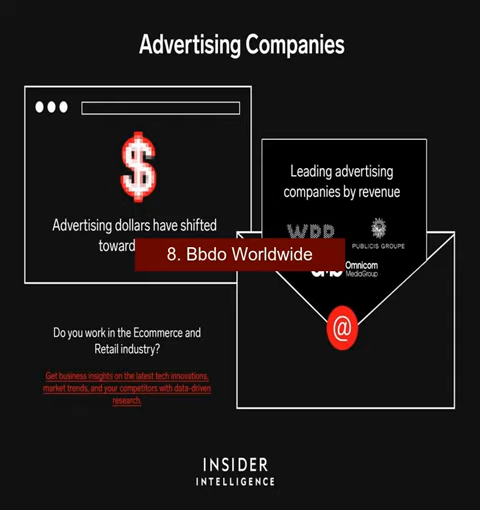 Advertising Companies
$
Advertising dollars have shifted
toward
8. Bbdo Worldwide
Leading advertising
companies by revenue
WPP
PUBLICIS GROUPE
Omnicom
MediaGroup
@
Do you work in the Ecommerce and
Retail industry?
Get business insights on the latest tech innovations,
market trends, and your competitors with data-driven
research.
INSIDER
INTELLIGENCE